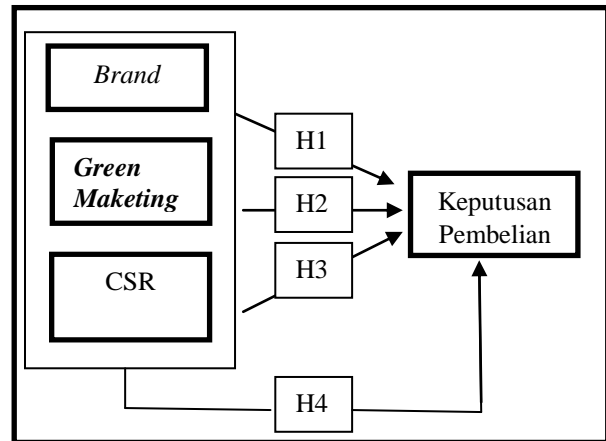 Brand
H1
Green
Maketing
H2
Keputusan
Pembelian
CSR
H3
H4